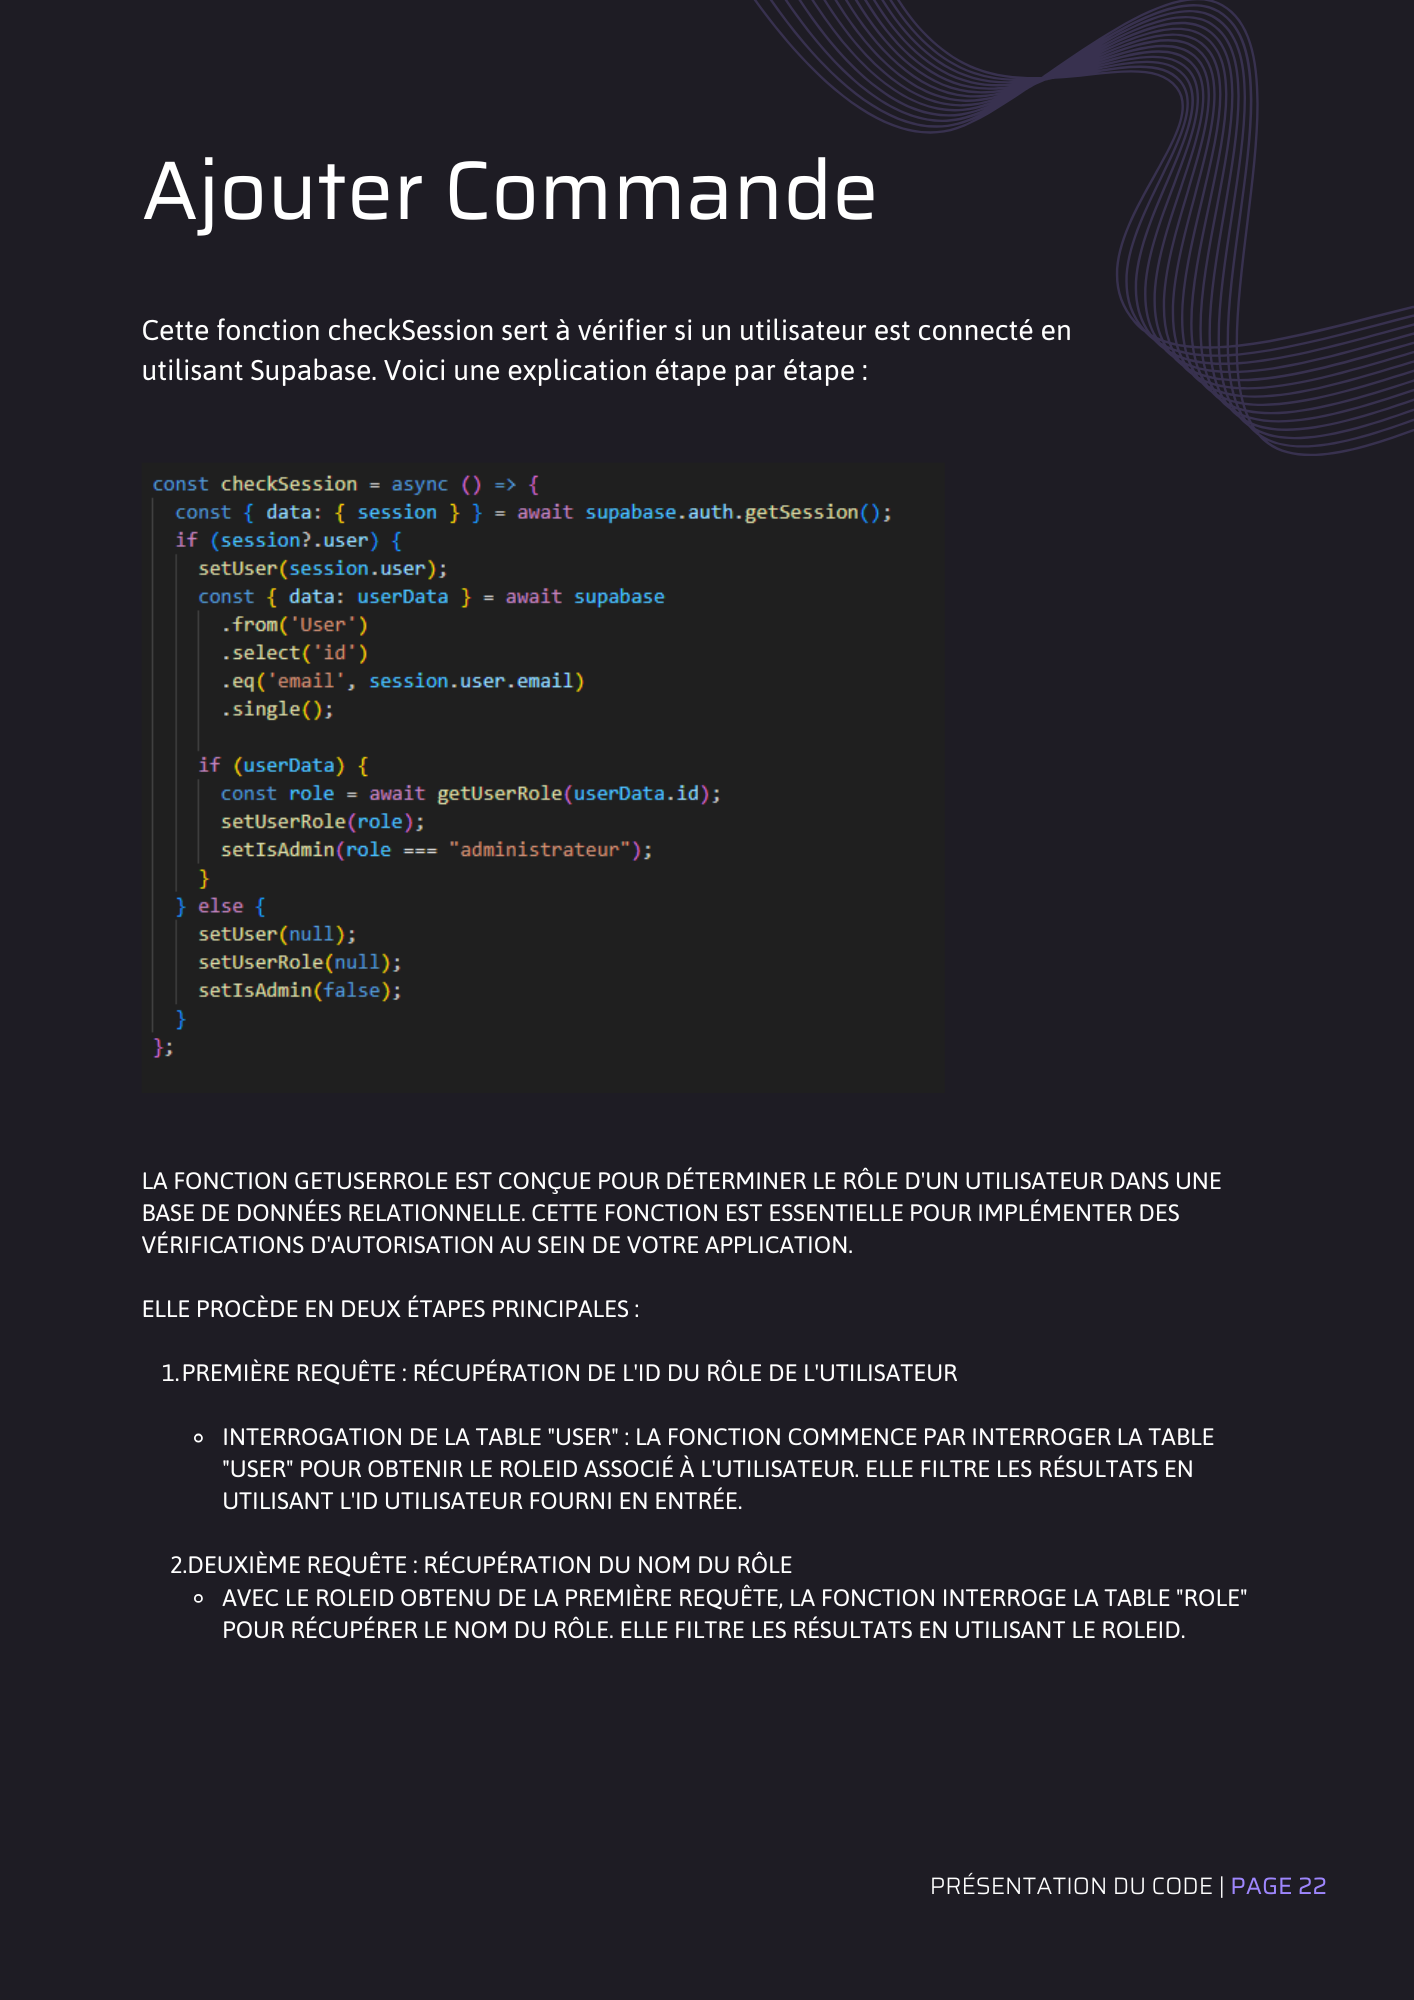 Ajouter Commande
Cette fonction checkSession sert à vérifier si un utilisateur est connecté en
utilisant Supabase. Voici une explication étape par étape :
const checkSession = async () => {
  const { data: { session } } = await supabase.auth.getSession();
  if (session?.user) {
    setUser(session.user);
    const { data: userData } = await supabase
      .from('User')
      .select('id')
      .eq('email', session.user.email)
      .single();
    if (userData) {
      const role = await getUserRole(userData.id);
      setUserRole(role);
      setIsAdmin(role === "administrateur");
    }
  } else {
    setUser(null);
    setUserRole(null);
    setIsAdmin(false);
  }
};
LA FONCTION GETUSERROLE EST CONÇUE POUR DÉTERMINER LE RÔLE D'UN UTILISATEUR DANS UNE
BASE DE DONNÉES RELATIONNELLE. CETTE FONCTION EST ESSENTIELLE POUR IMPLÉMENTER DES
VÉRIFICATIONS D'AUTORISATION AU SEIN DE VOTRE APPLICATION.
ELLE PROCÈDE EN DEUX ÉTAPES PRINCIPALES :
1.PREMIÈRE REQUÊTE : RÉCUPÉRATION DE L'ID DU RÔLE DE L'UTILISATEUR
INTERROGATION DE LA TABLE "USER" : LA FONCTION COMMENCE PAR INTERROGER LA TABLE
"USER" POUR OBTENIR LE ROLEID ASSOCIÉ À L'UTILISATEUR. ELLE FILTRE LES RÉSULTATS EN
UTILISANT L'ID UTILISATEUR FOURNI EN ENTRÉE.
2.DEUXIÈME REQUÊTE : RÉCUPÉRATION DU NOM DU RÔLE
AVEC LE ROLEID OBTENU DE LA PREMIÈRE REQUÊTE, LA FONCTION INTERROGE LA TABLE "ROLE"
POUR RÉCUPÉRER LE NOM DU RÔLE. ELLE FILTRE LES RÉSULTATS EN UTILISANT LE ROLEID.
PRÉSENTATION DU CODE | PAGE 22